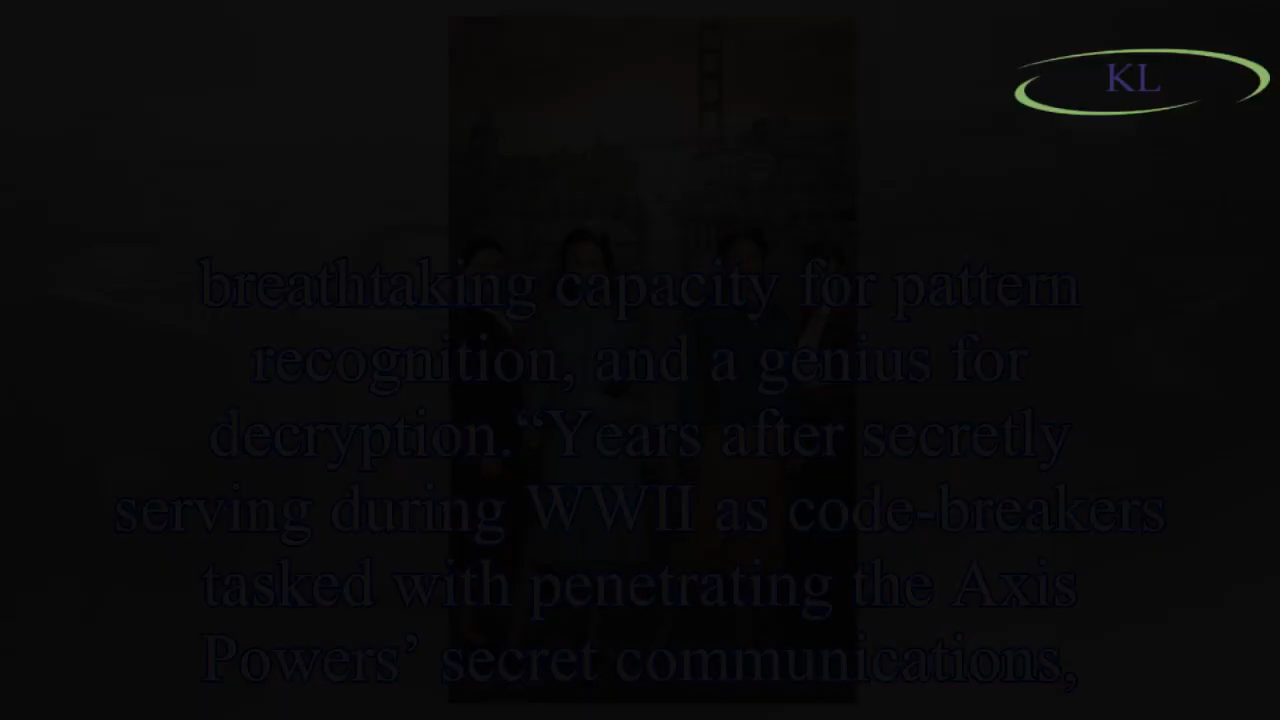 KL
breathtaking capacity for pattern
recognition, and a genius for
decryption.“Years after secretly
serving during WWII as code-breakers
tasked with penetrating the Axis
Powers’ secret communications,